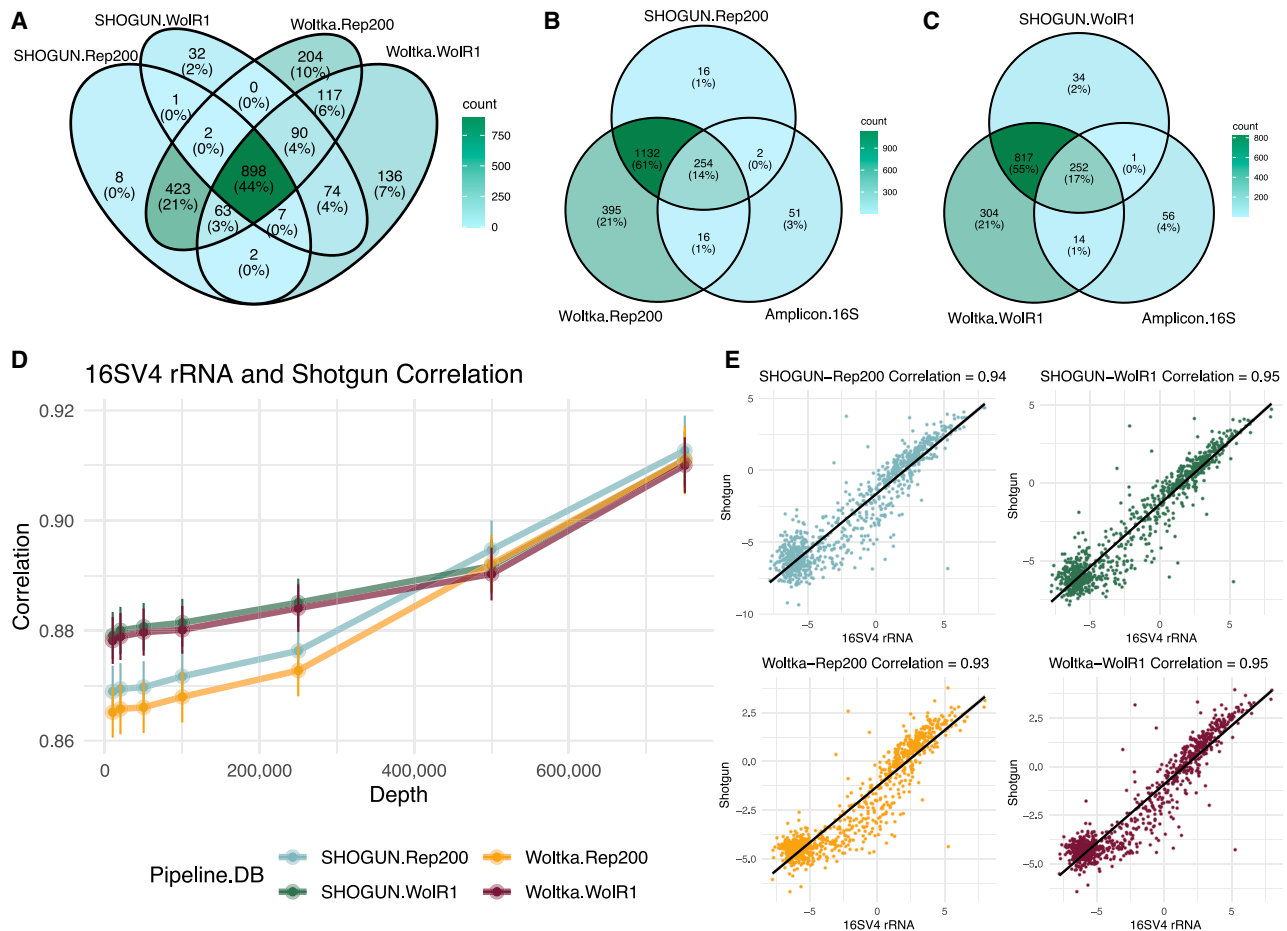 A
SHOGUN.WolR1
Woltka.Rep200
SHOGUN.Rep200
Woltka.WolR1
32
(2%)
204
(10%)
0
(0%)
117
(6%)
1
(0%)
2
(0%)
90
(4%)
8
(0%)
898
(44%)
136
(7%)
423
(21%)
74
(4%)
63
(3%)
7
(0%)
2
(0%)
count
750
500
250
0
B
SHOGUN.Rep200
16
(1%)
1132
(61%)
254
(14%)
2
(0%)
395
(21%)
51
(3%)
16
(1%)
Woltka.Rep200
Amplicon.16S
count
900
600
300
C
SHOGUN.WolR1
34
(2%)
817
(55%)
252
(17%)
1
(0%)
304
(21%)
56
(4%)
14
(1%)
Woltka.WolR1
Amplicon.16S
count
800
600
400
200
D
16SV4 rRNA and Shotgun Correlation
Correlation
0.92
0.90
0.88
0.86
0
200,000
400,000
600,000
Depth
Pipeline.DB
SHOGUN.Rep200
Woltka.Rep200
SHOGUN.WolR1
Woltka.WolR1
E
SHOGUN−Rep200 Correlation = 0.94
Shotgun
5
0
−5
−10
−5
0
5
16SV4 rRNA
SHOGUN−WolR1 Correlation = 0.95
Shotgun
5
0
−5
−5
0
5
16SV4 rRNA
Woltka−Rep200 Correlation = 0.93
Shotgun
2.5
0.0
−2.5
−5.0
−5
0
5
16SV4 rRNA
Woltka−WolR1 Correlation = 0.95
Shotgun
2.5
0.0
−2.5
−5.0
−5
0
5
16SV4 rRNA